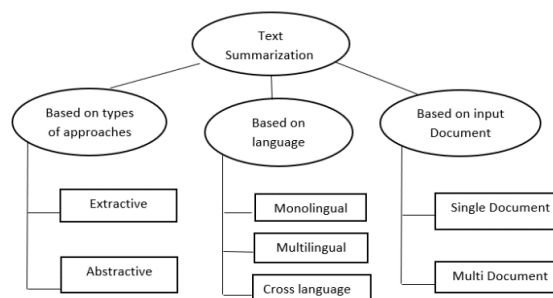 Text
Summarization
Based on types
of approaches
Based on
language
Based on input
Document
Extractive
Abstractive
Monolingual
Multilingual
Cross language
Single Document
Multi Document